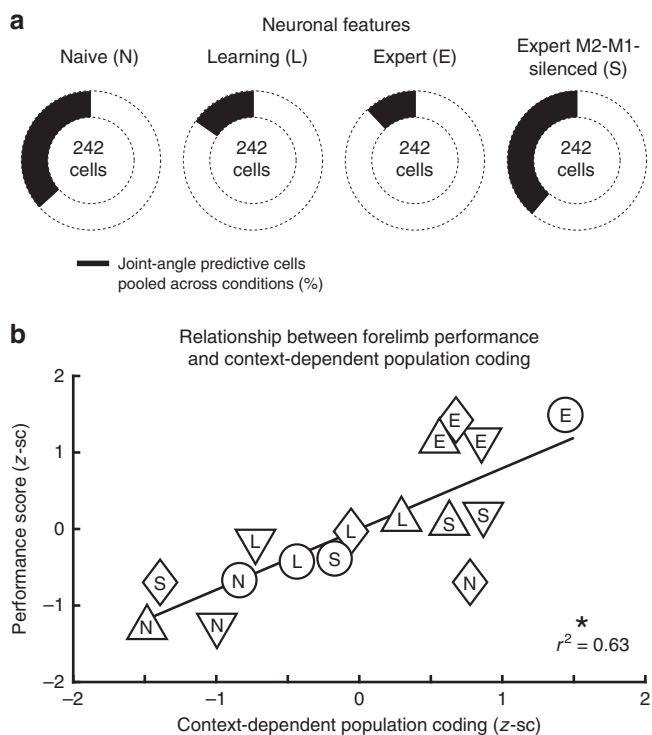 a
Neuronal features
Naive (N)
Learning (L)
Expert (E)
Expert M2-M1-
silenced (S)
242
cells
242
cells
242
cells
242
cells
Joint-angle predictive cells
pooled across conditions (%)
b
Relationship between forelimb performance
and context-dependent population coding
Performance score (z-sc)
2
1
0
−1
−2
E
E
E
E
L
L
S
S
L
N
L
S
S
N
N
N
*
r² = 0.63
−2
−1
0
1
2
Context-dependent population coding (z-sc)